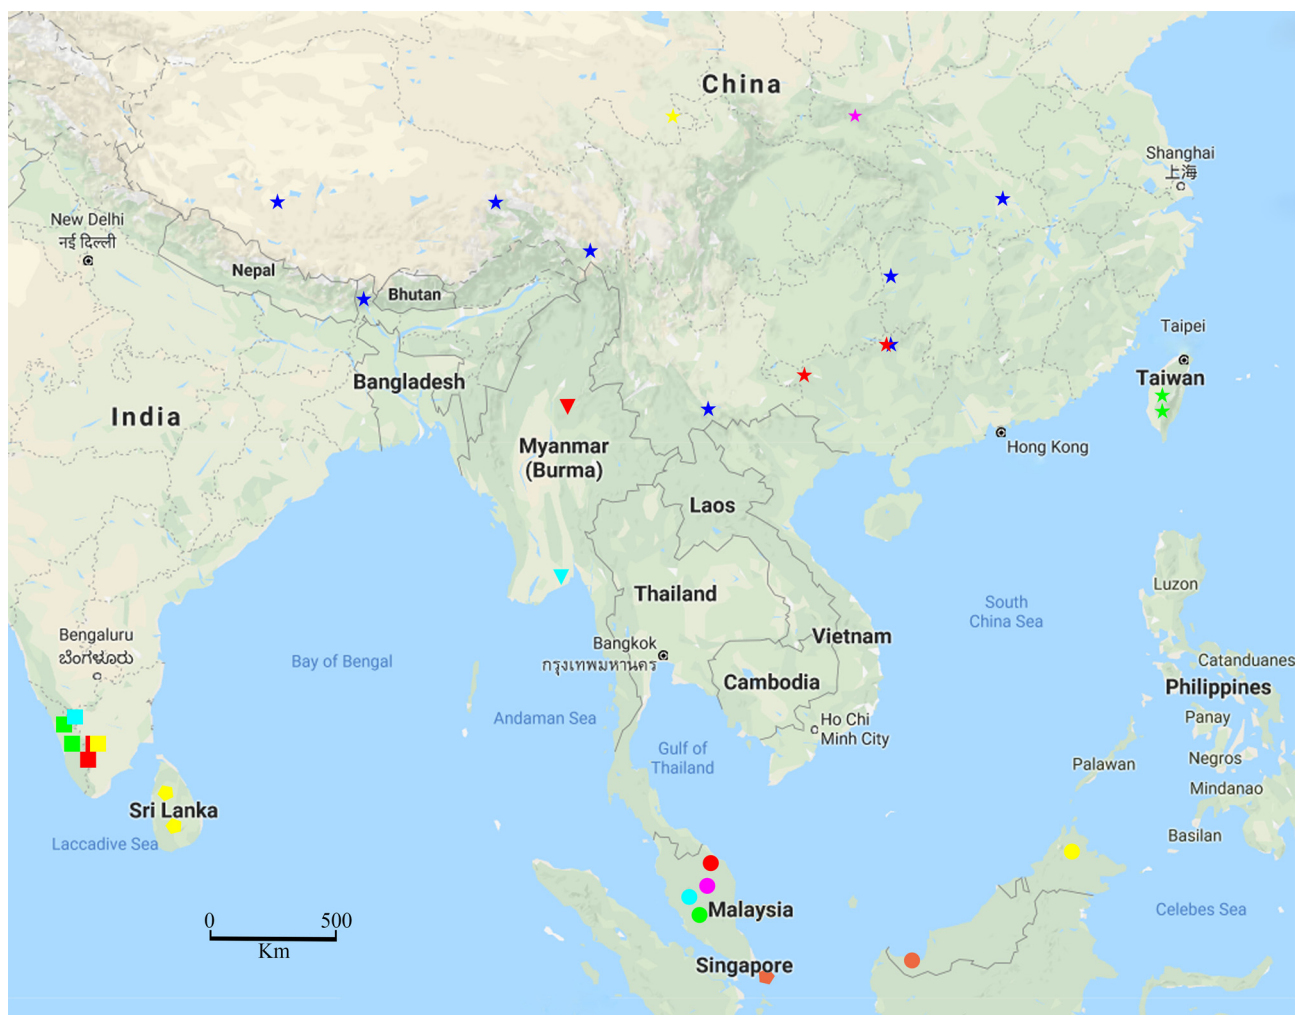 China
Shanghai
上海
New Delhi
नई दिल्ली
Nepal
Bhutan
Taipei
Taiwan
Bangladesh
India
Hong Kong
Myanmar
(Burma)
Laos
Luzon
Thailand
South
China Sea
Bengaluru
ಬೆಂಗಳೂರು
Bangkok
กรุงเทพมหานคร
Vietnam
Bay of Bengal
Catanduanes
Cambodia
Philippines
Andaman Sea
Ho Chi
Minh City
Panay
Gulf of
Thailand
Palawan
Negros
Mindanao
Sri Lanka
Basilan
Laccadive Sea
Malaysia
Celebes Sea
0 500
Km
Singapore